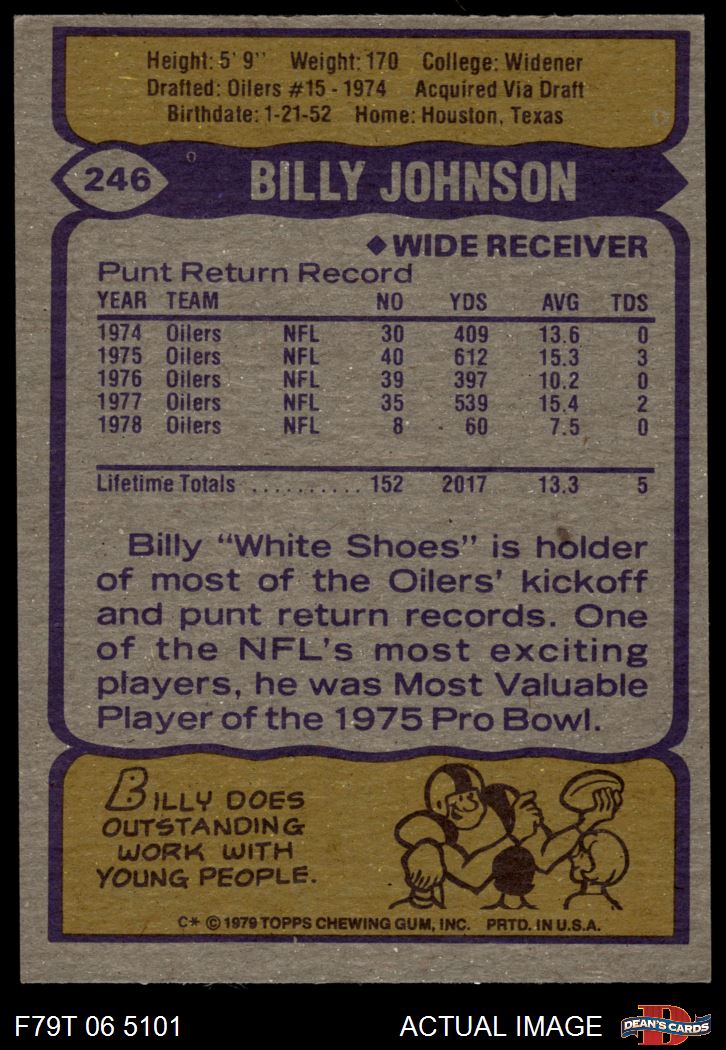 Height: 5' 9" Weight: 170 College: Widener
Drafted: Oilers #15 - 1974 Acquired Via Draft
Birthdate: 1-21-52 Home: Houston, Texas
246 BILLY JOHNSON
◆ WIDE RECEIVER
Punt Return Record
YEAR TEAM NO YDS AVG TDS
1974 Oilers NFL 30 409 13.6 0
1975 Oilers NFL 40 612 15.3 3
1976 Oilers NFL 39 397 10.2 0
1977 Oilers NFL 35 539 15.4 2
1978 Oilers NFL 8 60 7.5 0
Lifetime Totals .......... 152 2017 13.3 5
Billy "White Shoes" is holder
of most of the Oilers' kickoff
and punt return records. One
of the NFL's most exciting
players, he was Most Valuable
Player of the 1975 Pro Bowl.
BILLY DOES
OUTSTANDING
WORK WITH
YOUNG PEOPLE.
C* © 1979 TOPPS CHEWING GUM, INC. PRTD. IN U.S.A.
F79T 06 5101 ACTUAL IMAGE D DEAN'S CARDS